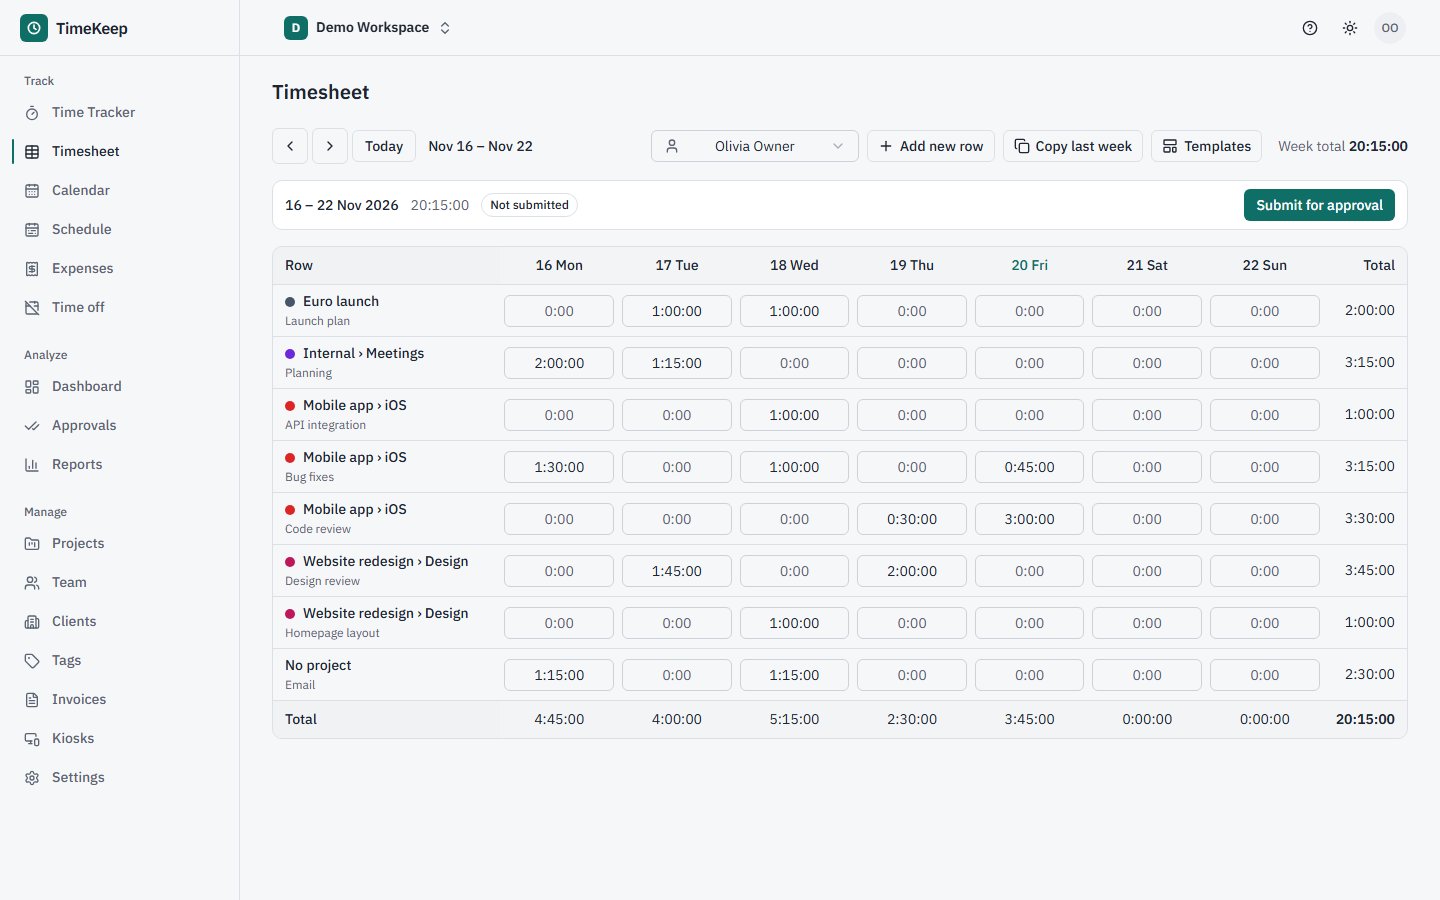 TimeKeep
D Demo Workspace
OO
Track
Time Tracker
Timesheet
Calendar
Schedule
Expenses
Time off
Analyze
Dashboard
Approvals
Reports
Manage
Projects
Team
Clients
Tags
Invoices
Kiosks
Settings
Timesheet
Today Nov 16 – Nov 22 Olivia Owner Add new row Copy last week Templates Week total 20:15:00
16 – 22 Nov 2026 20:15:00 Not submitted Submit for approval
Row 16 Mon 17 Tue 18 Wed 19 Thu 20 Fri 21 Sat 22 Sun Total
Euro launch
Launch plan
0:00 1:00:00 1:00:00 0:00 0:00 0:00 0:00 2:00:00
Internal › Meetings
Planning
2:00:00 1:15:00 0:00 0:00 0:00 0:00 0:00 3:15:00
Mobile app › iOS
API integration
0:00 0:00 1:00:00 0:00 0:00 0:00 0:00 1:00:00
Mobile app › iOS
Bug fixes
1:30:00 0:00 1:00:00 0:00 0:45:00 0:00 0:00 3:15:00
Mobile app › iOS
Code review
0:00 0:00 0:00 0:30:00 3:00:00 0:00 0:00 3:30:00
Website redesign › Design
Design review
0:00 1:45:00 0:00 2:00:00 0:00 0:00 0:00 3:45:00
Website redesign › Design
Homepage layout
0:00 0:00 1:00:00 0:00 0:00 0:00 0:00 1:00:00
No project
Email
1:15:00 0:00 1:15:00 0:00 0:00 0:00 0:00 2:30:00
Total 4:45:00 4:00:00 5:15:00 2:30:00 3:45:00 0:00:00 0:00:00 20:15:00